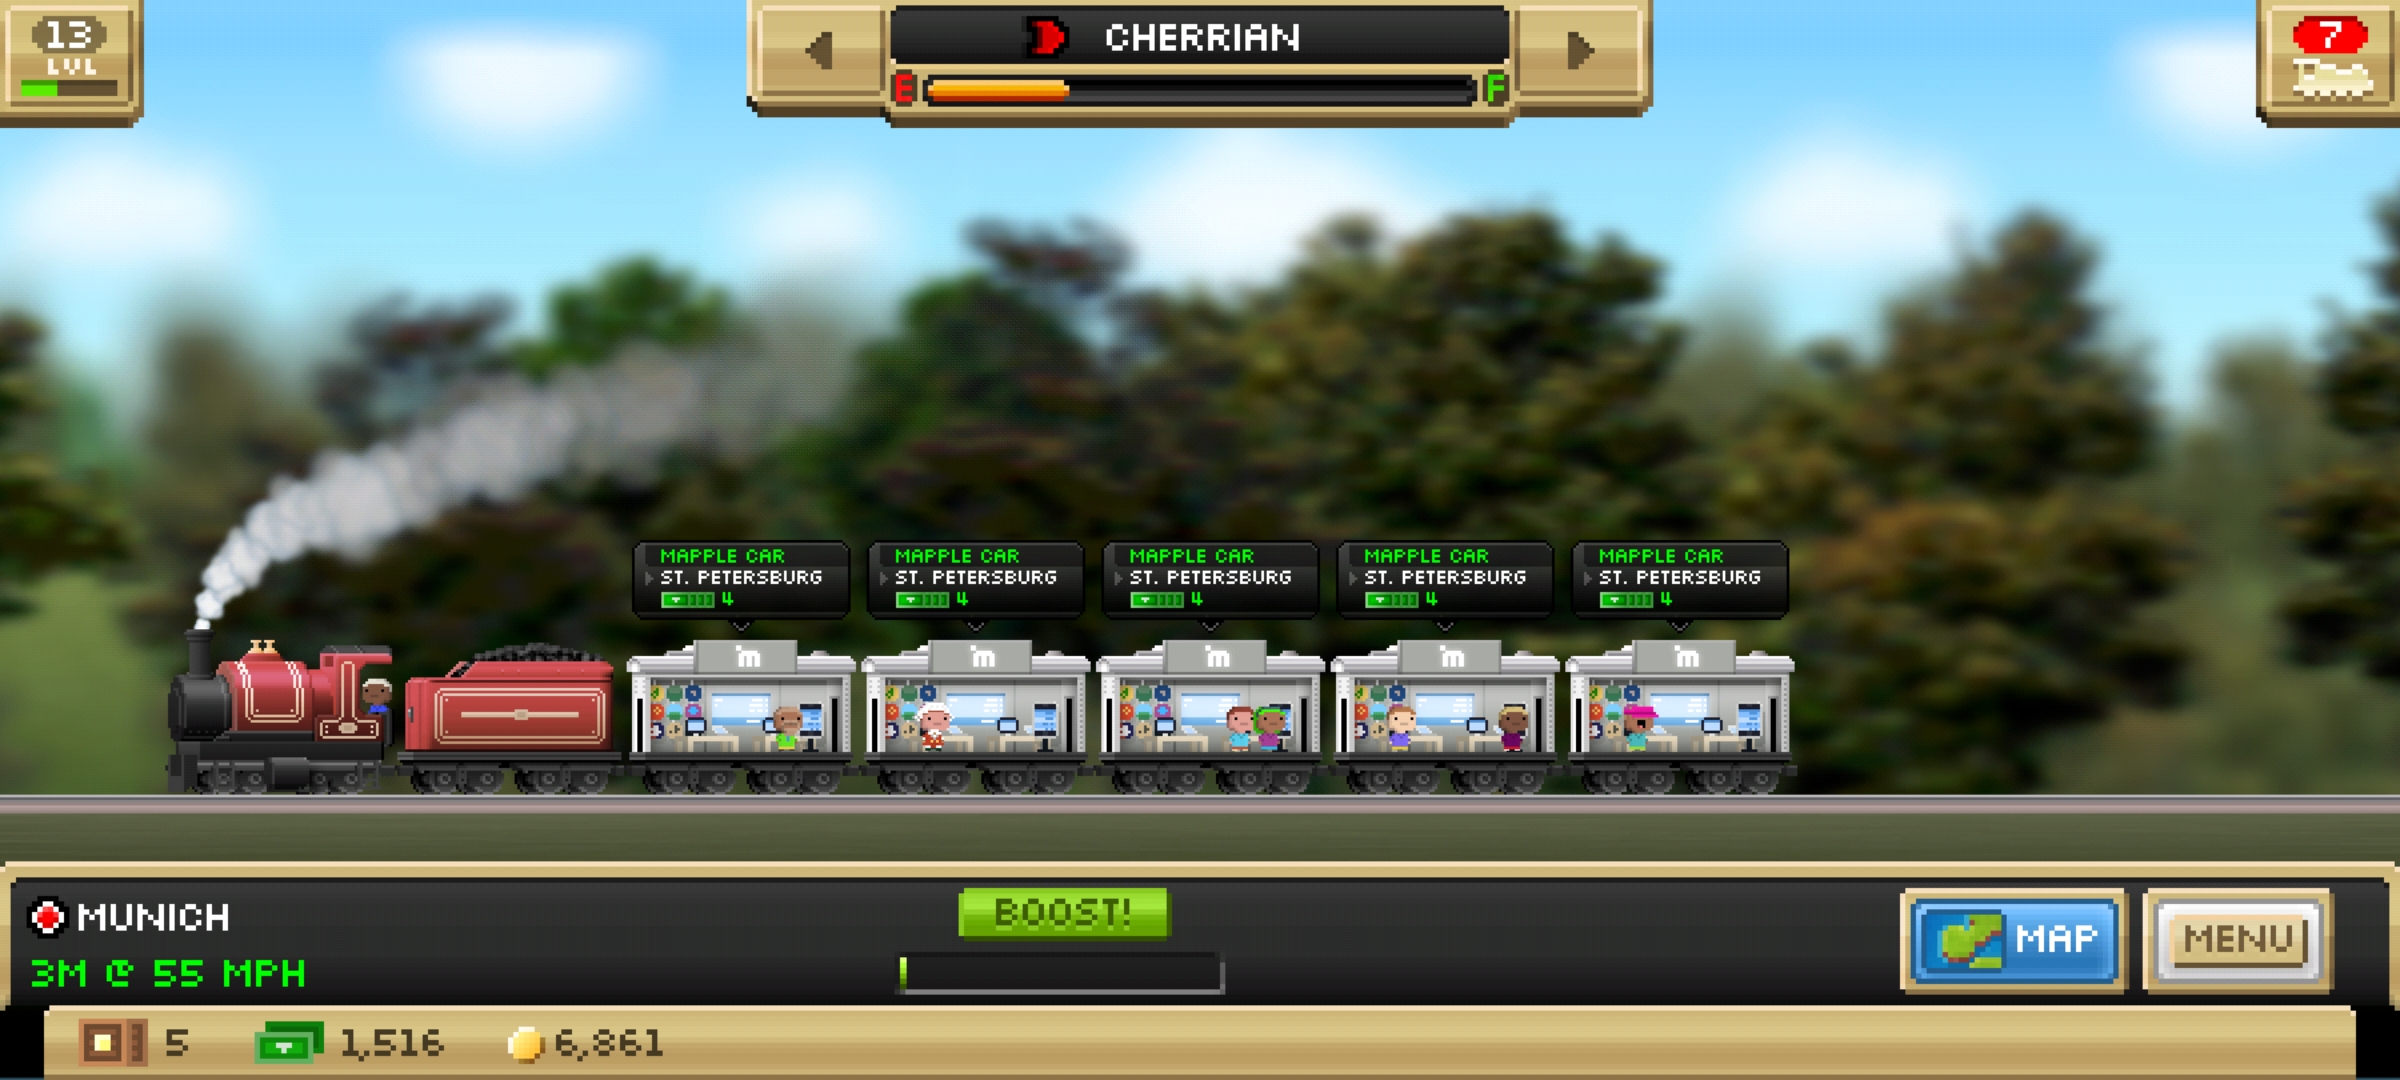 13
LVL
CHERRIAN
E
F
7
MAPPLE CAR
ST. PETERSBURG
4
MAPPLE CAR
ST. PETERSBURG
4
MAPPLE CAR
ST. PETERSBURG
4
MAPPLE CAR
ST. PETERSBURG
4
MAPPLE CAR
ST. PETERSBURG
4
m
m
m
m
m
MUNICH
3M @ 55 MPH
BOOST!
MAP
MENU
5
1,516
6,861